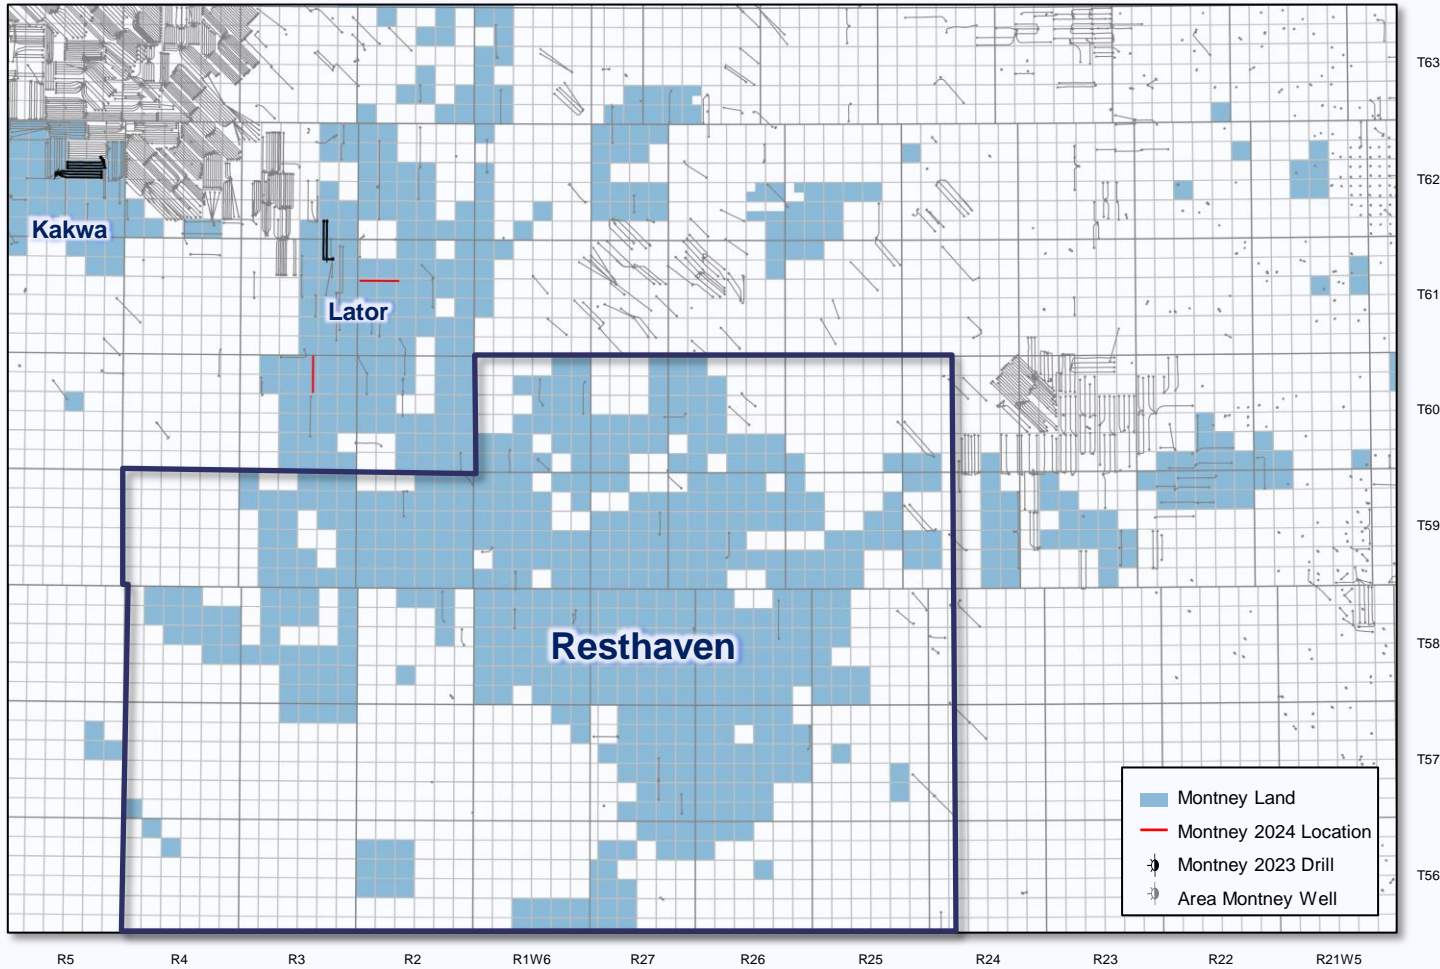 T63
T62
Kakwa
T61
Lator
T60
T59
Resthaven
T58
T57
Montney Land
Montney 2024 Location
Montney 2023 Drill
Area Montney Well
T56
R5 R4 R3 R2 R1W6 R27 R26 R25 R24 R23 R22 R21W5